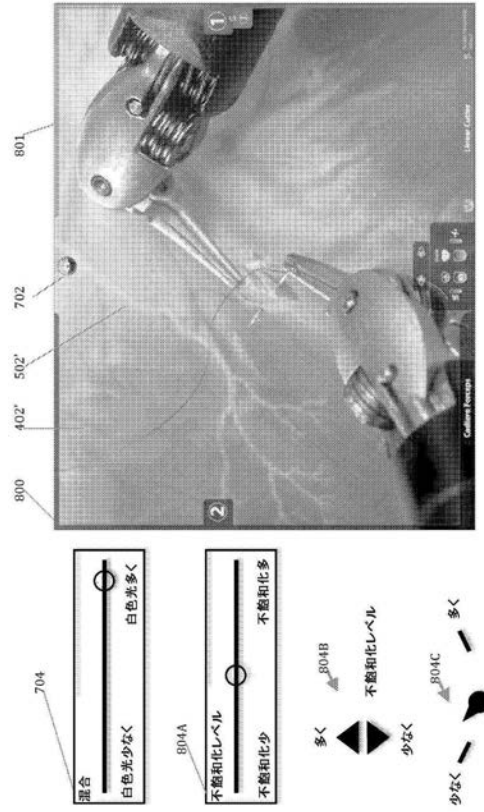 704
混合
白色光少なく
白色光多く
804A
不飽和化レベル
不飽和化少
不飽和化多
804B
多く
不飽和化レベル
少なく
804C
少なく
多く
800
402'
502'
702
801
2
1
Cadiere Forceps
Linear Cutter